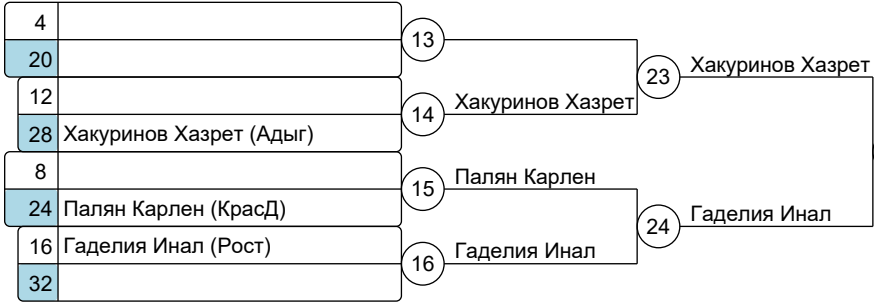 4
13
20
Хакуринов Хазрет
23
12
Хакуринов Хазрет
14
28 Хакуринов Хазрет (Адыг)
8
Палян Карлен
15
24 Палян Карлен (КрасД)
Гаделия Инал
24
16 Гаделия Инал (Рост)
Гаделия Инал
16
32